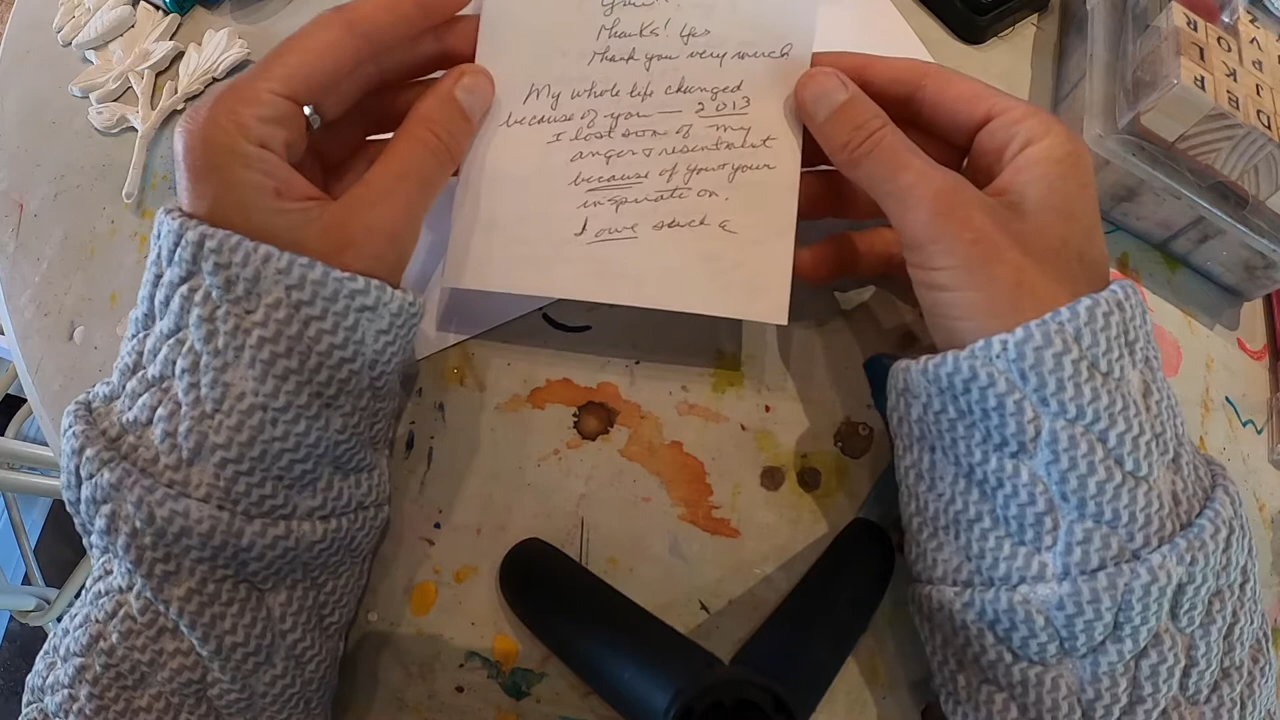 Thanks! Yes
Thank you very much
My whole life changed
because of you — 2013
I lost some of my
anger & resentment
because of you & your
inspiration.
I owe such a
R
O Z
L P V
K J
D E P D